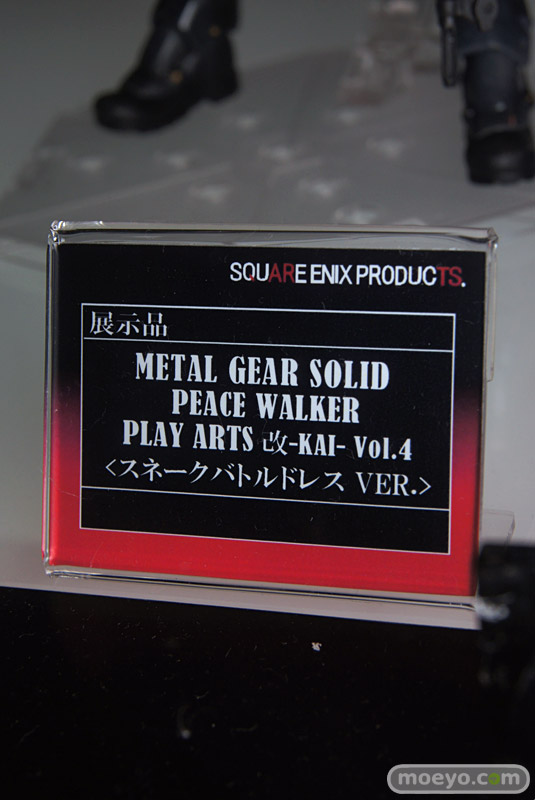 SQUARE ENIX PRODUCTS.
展示品
METAL GEAR SOLID
PEACE WALKER
PLAY ARTS 改-KAI- Vol.4
<スネークバトルドレス VER.>
moeyo.com